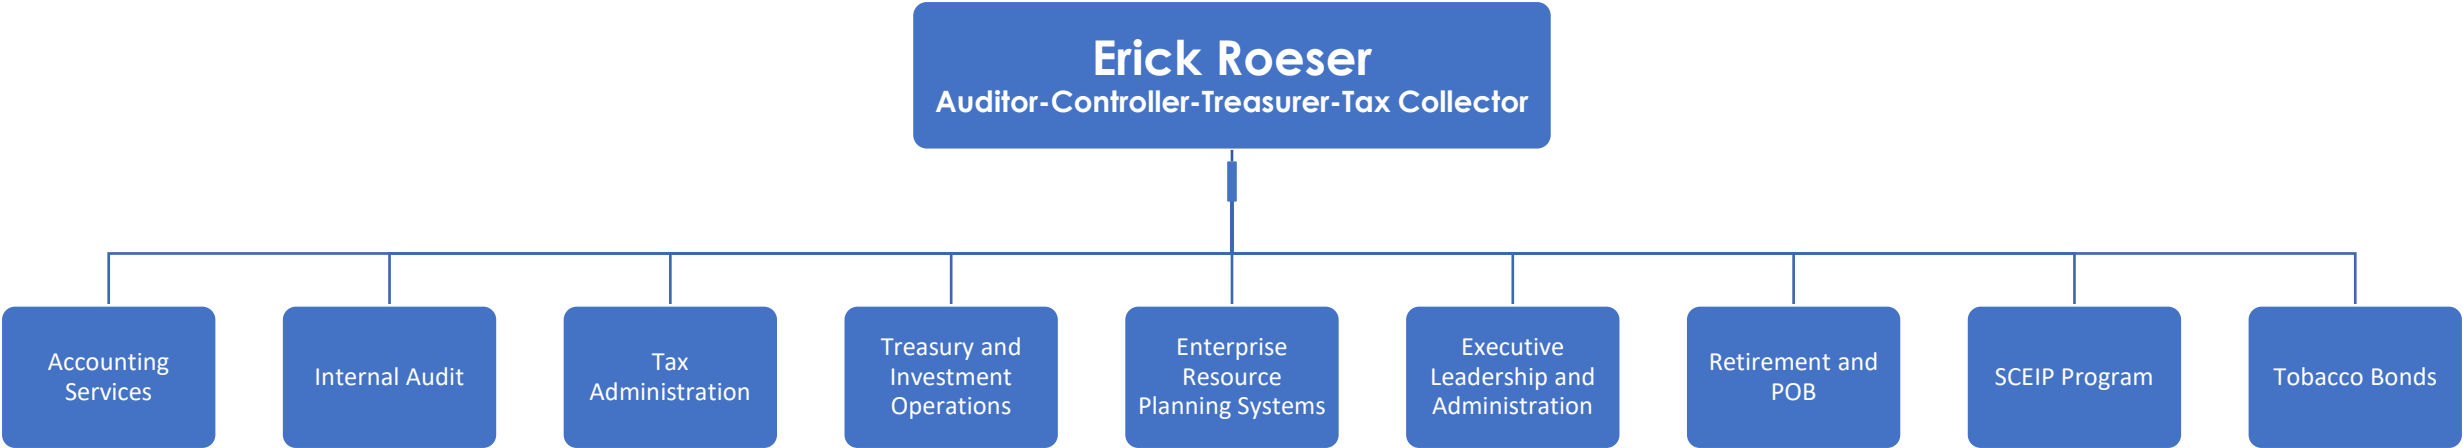 Erick Roeser
Auditor-Controller-Treasurer-Tax Collector
Accounting
Services
Internal Audit
Tax
Administration
Treasury and
Investment
Operations
Enterprise
Resource
Planning Systems
Executive
Leadership and
Administration
Retirement and
POB
SCEIP Program
Tobacco Bonds